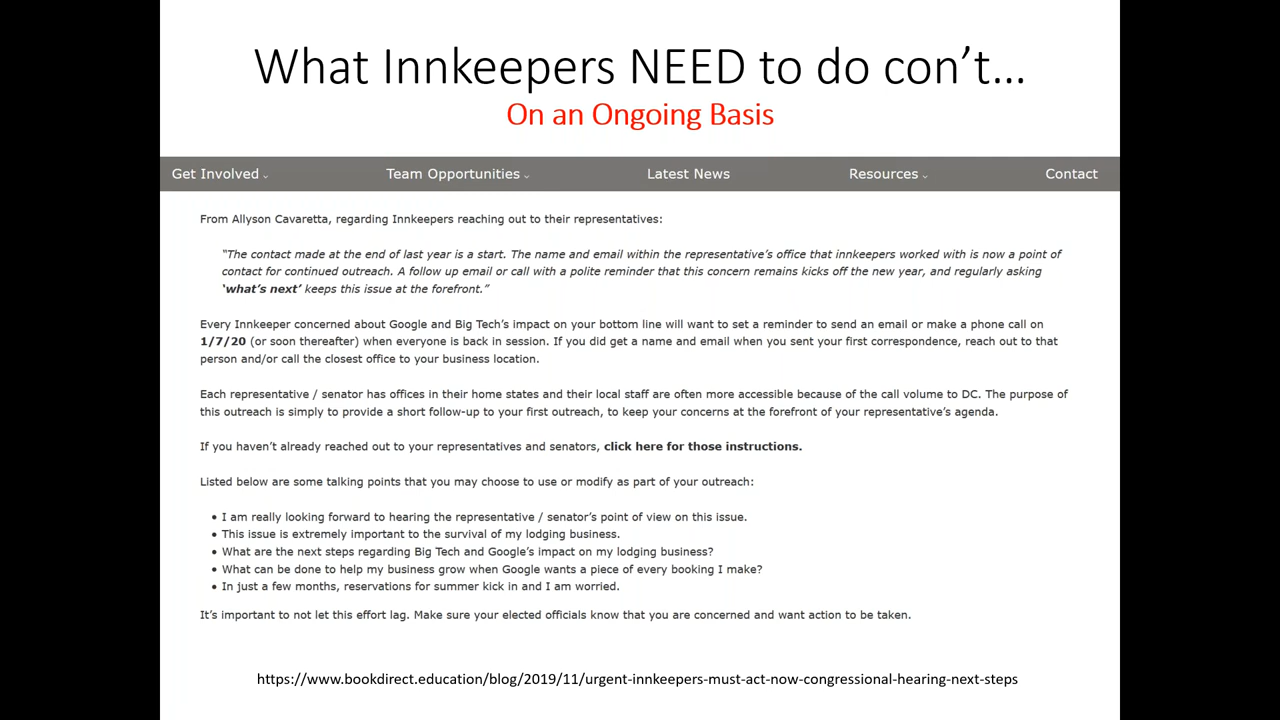 What Innkeepers NEED to do con’t…
On an Ongoing Basis
Get Involved Team Opportunities Latest News Resources Contact
From Allyson Cavaretta, regarding Innkeepers reaching out to their representatives:
“The contact made at the end of last year is a start. The name and email within the representative’s office that innkeepers worked with is now a point of
contact for continued outreach. A follow up email or call with a polite reminder that this concern remains kicks off the new year, and regularly asking
‘what’s next’ keeps this issue at the forefront.”
Every Innkeeper concerned about Google and Big Tech’s impact on your bottom line will want to set a reminder to send an email or make a phone call on
1/7/20 (or soon thereafter) when everyone is back in session. If you did get a name and email when you sent your first correspondence, reach out to that
person and/or call the closest office to your business location.
Each representative / senator has offices in their home states and their local staff are often more accessible because of the call volume to DC. The purpose of
this outreach is simply to provide a short follow-up to your first outreach, to keep your concerns at the forefront of your representative’s agenda.
If you haven’t already reached out to your representatives and senators, click here for those instructions.
Listed below are some talking points that you may choose to use or modify as part of your outreach:
• I am really looking forward to hearing the representative / senator’s point of view on this issue.
• This issue is extremely important to the survival of my lodging business.
• What are the next steps regarding Big Tech and Google’s impact on my lodging business?
• What can be done to help my business grow when Google wants a piece of every booking I make?
• In just a few months, reservations for summer kick in and I am worried.
It’s important to not let this effort lag. Make sure your elected officials know that you are concerned and want action to be taken.
https://www.bookdirect.education/blog/2019/11/urgent-innkeepers-must-act-now-congressional-hearing-next-steps